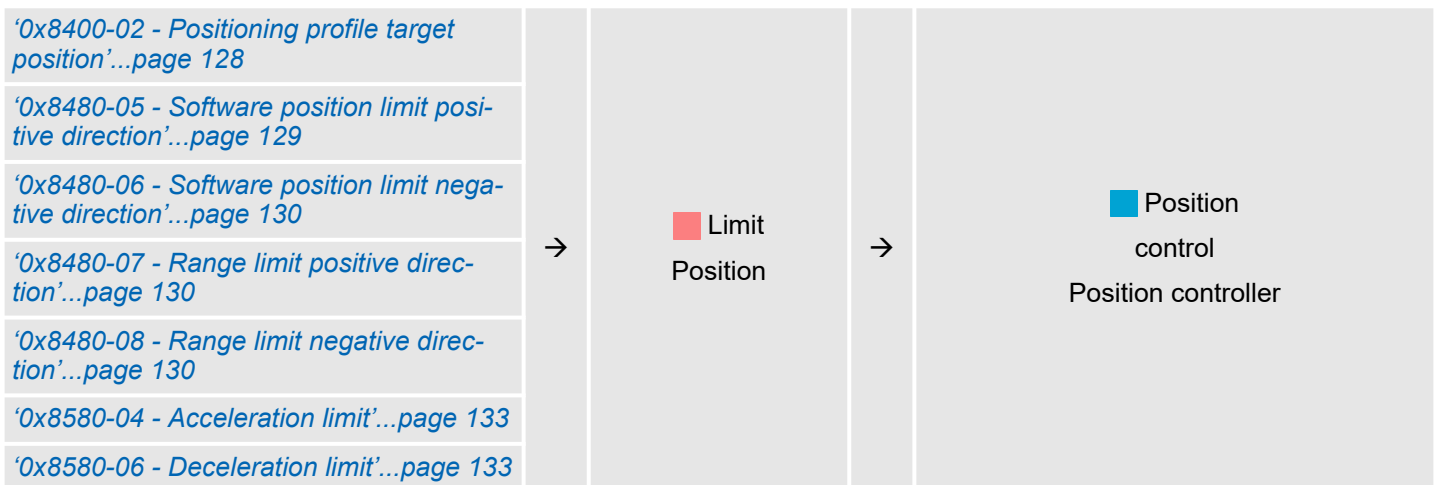 ‘0x8400-02 - Positioning profile target
position’...page 128
‘0x8480-05 - Software position limit posi-
tive direction’...page 129
‘0x8480-06 - Software position limit nega-
tive direction’...page 130
‘0x8480-07 - Range limit positive direc-
tion’...page 130
‘0x8480-08 - Range limit negative direc-
tion’...page 130
‘0x8580-04 - Acceleration limit’...page 133
‘0x8580-06 - Deceleration limit’...page 133
→
Limit
Position
→
Position
control
Position controller